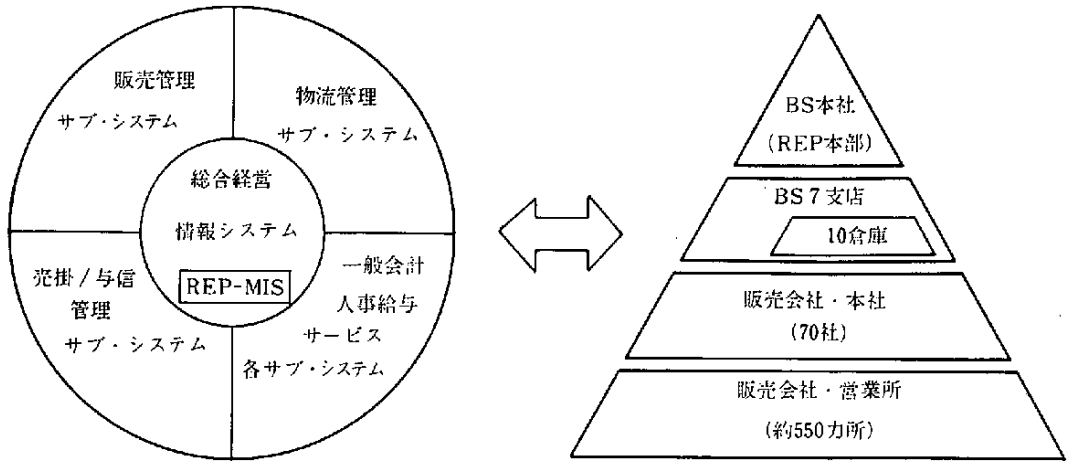 販売管理
サブ・システム
物流管理
サブ・システム
総合経営
情報システム
REP-MIS
売掛/与信
管理
サブ・システム
一般会計
人事給与
サービス
各サブ・システム
BS本社
(REP本部)
BS7支店
10倉庫
販売会社・本社
(70社)
販売会社・営業所
(約550カ所)